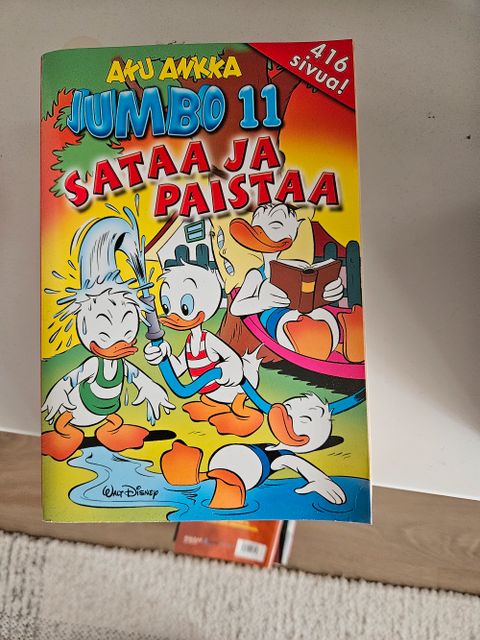 AKU ANKKA
JUMBO 11
416
sivua!
SATAA JA
PAISTAA
WALT DISNEY